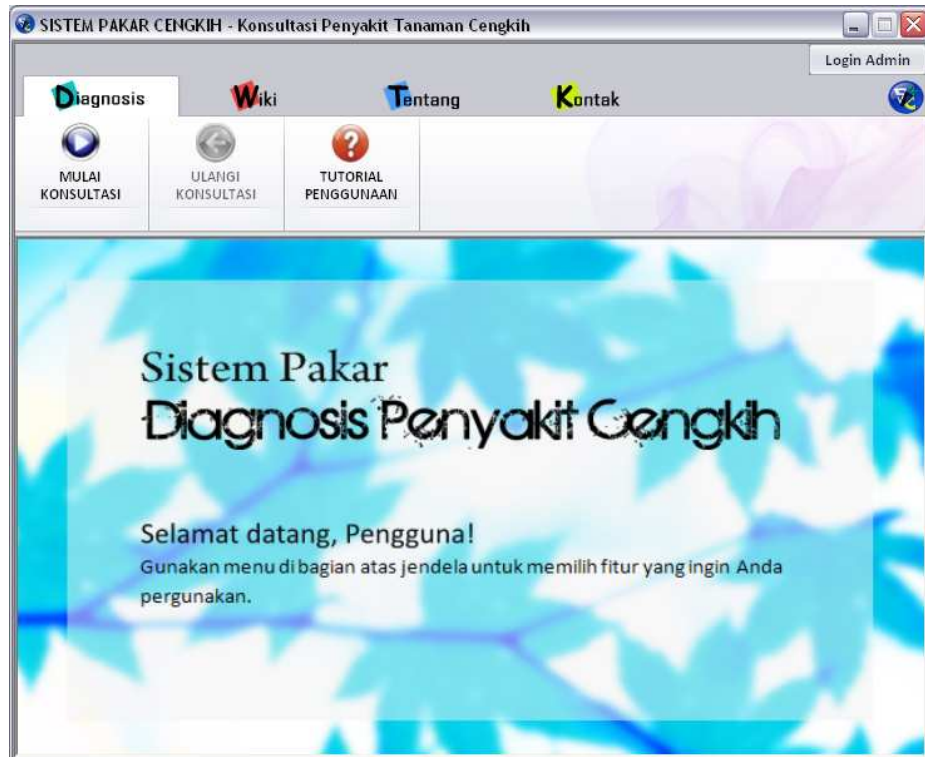 SISTEM PAKAR CENGKIH - Konsultasi Penyakit Tanaman Cengkih
Login Admin
Diagnosis Wiki Tentang Kontak
MULAI KONSULTASI
ULANGI KONSULTASI
TUTORIAL PENGGUNAAN
Sistem Pakar
Diagnosis Penyakit Cengkih
Selamat datang, Pengguna!
Gunakan menu di bagian atas jendela untuk memilih fitur yang ingin Anda
pergunakan.